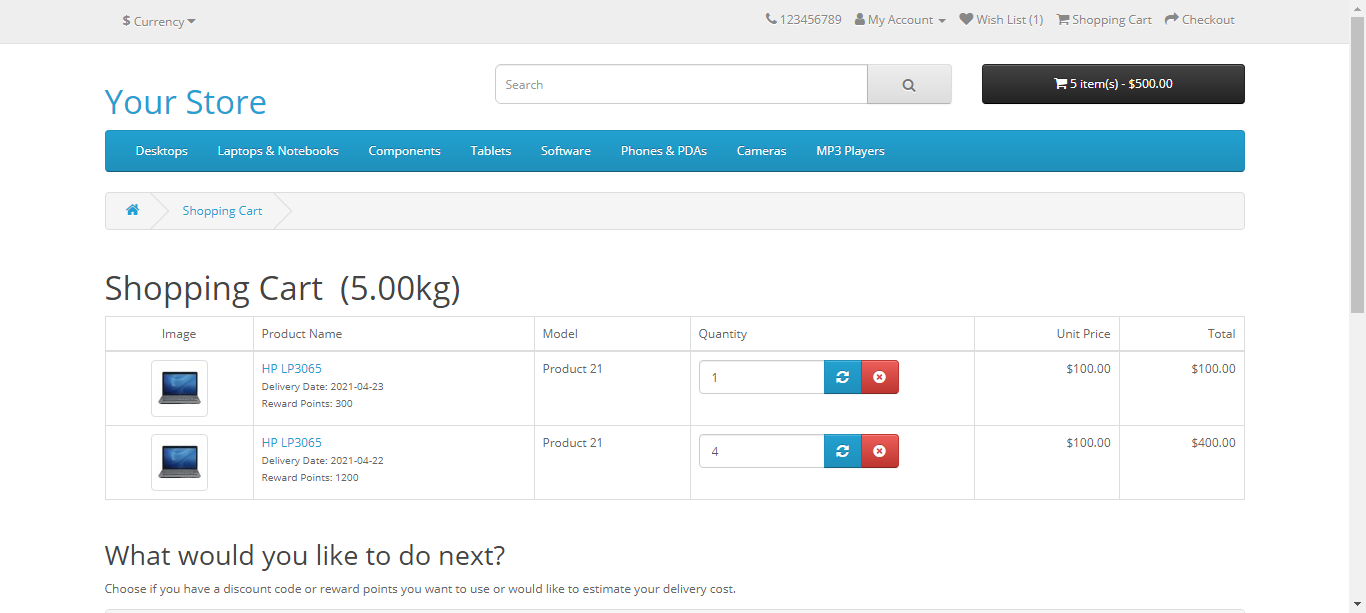 $ Currency
123456789 My Account Wish List (1) Shopping Cart Checkout
Your Store
Search
5 item(s) - $500.00
Desktops Laptops & Notebooks Components Tablets Software Phones & PDAs Cameras MP3 Players
Shopping Cart
Shopping Cart (5.00kg)
Image Product Name Model Quantity Unit Price Total
HP LP3065 Product 21 1 $100.00 $100.00
Delivery Date: 2021-04-23
Reward Points: 300
HP LP3065 Product 21 4 $100.00 $400.00
Delivery Date: 2021-04-22
Reward Points: 1200
What would you like to do next?
Choose if you have a discount code or reward points you want to use or would like to estimate your delivery cost.